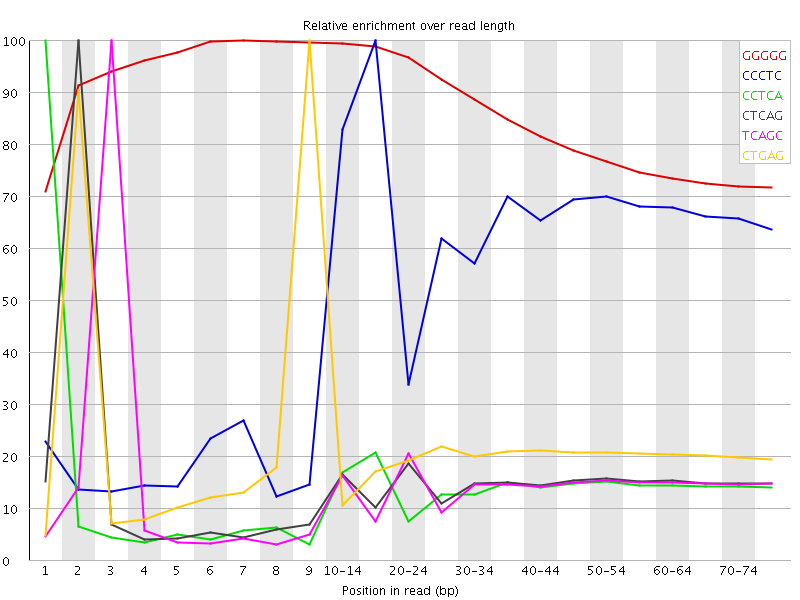 Relative enrichment over read length
100
90
80
70
60
50
40
30
20
10
0
GGGGG
CCCTC
CCTCA
CTCAG
TCAGC
CTGAG
1 2 3 4 5 6 7 8 9 10-14 20-24 30-34 40-44 50-54 60-64 70-74
Position in read (bp)